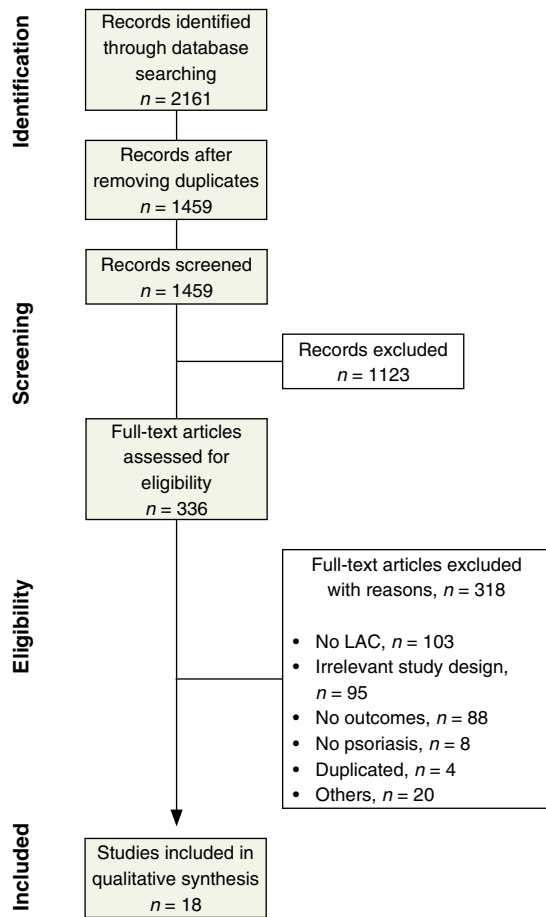 Identification
Records identified
through database
searching
n = 2161
Records after
removing duplicates
n = 1459
Screening
Records screened
n = 1459
Records excluded
n = 1123
Full-text articles
assessed for
eligibility
n = 336
Eligibility
Full-text articles excluded
with reasons, n = 318
• No LAC, n = 103
• Irrelevant study design,
n = 95
• No outcomes, n = 88
• No psoriasis, n = 8
• Duplicated, n = 4
• Others, n = 20
Included
Studies included in
qualitative synthesis
n = 18